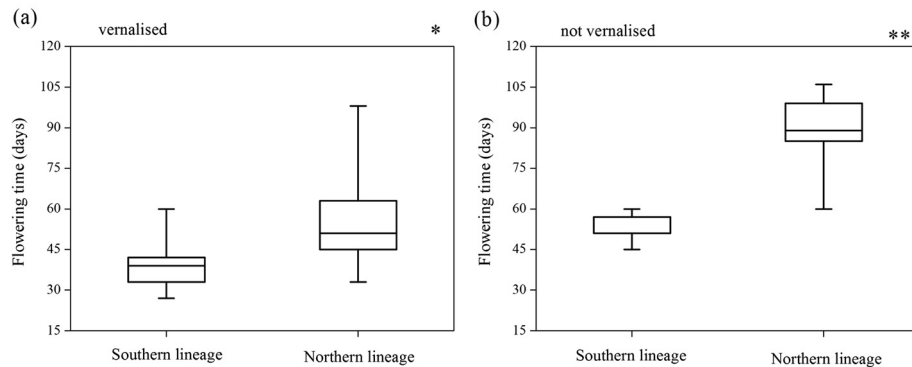 (a)
vernalised *
120
105
90
75
60
45
30
15
Flowering time (days)
Southern lineage Northern lineage
(b)
not vernalised **
120
105
90
75
60
45
30
15
Flowering time (days)
Southern lineage Northern lineage